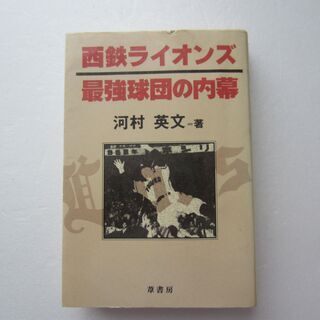 西鉄ライオンズ
最強球団の内幕
河村 英文=著
葦書房